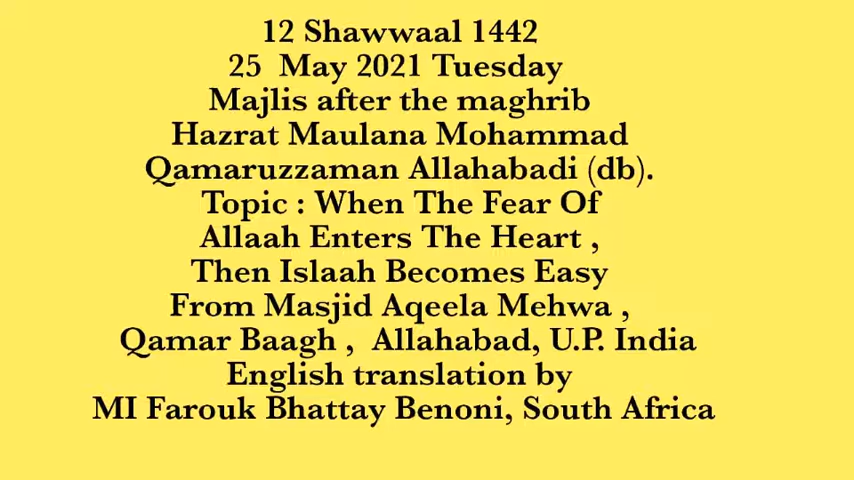 12 Shawwaal 1442
25 May 2021 Tuesday
Majlis after the maghrib
Hazrat Maulana Mohammad
Qamaruzzaman Allahabadi (db).
Topic : When The Fear Of
Allaah Enters The Heart ,
Then Islaah Becomes Easy
From Masjid Aqeela Mehwa ,
Qamar Baagh , Allahabad, U.P. India
English translation by
MI Farouk Bhattay Benoni, South Africa